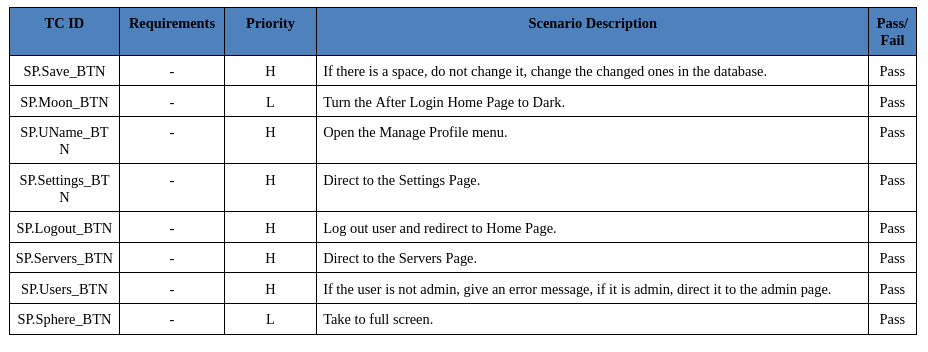 TC ID Requirements Priority Scenario Description Pass/
Fail
SP.Save_BTN - H If there is a space, do not change it, change the changed ones in the database. Pass
SP.Moon_BTN - L Turn the After Login Home Page to Dark. Pass
SP.UName_BT - H Open the Manage Profile menu. Pass
N
SP.Settings_BT - H Direct to the Settings Page. Pass
N
SP.Logout_BTN - H Log out user and redirect to Home Page. Pass
SP.Servers_BTN - H Direct to the Servers Page. Pass
SP.Users_BTN - H If the user is not admin, give an error message, if it is admin, direct it to the admin page. Pass
SP.Sphere_BTN - L Take to full screen. Pass